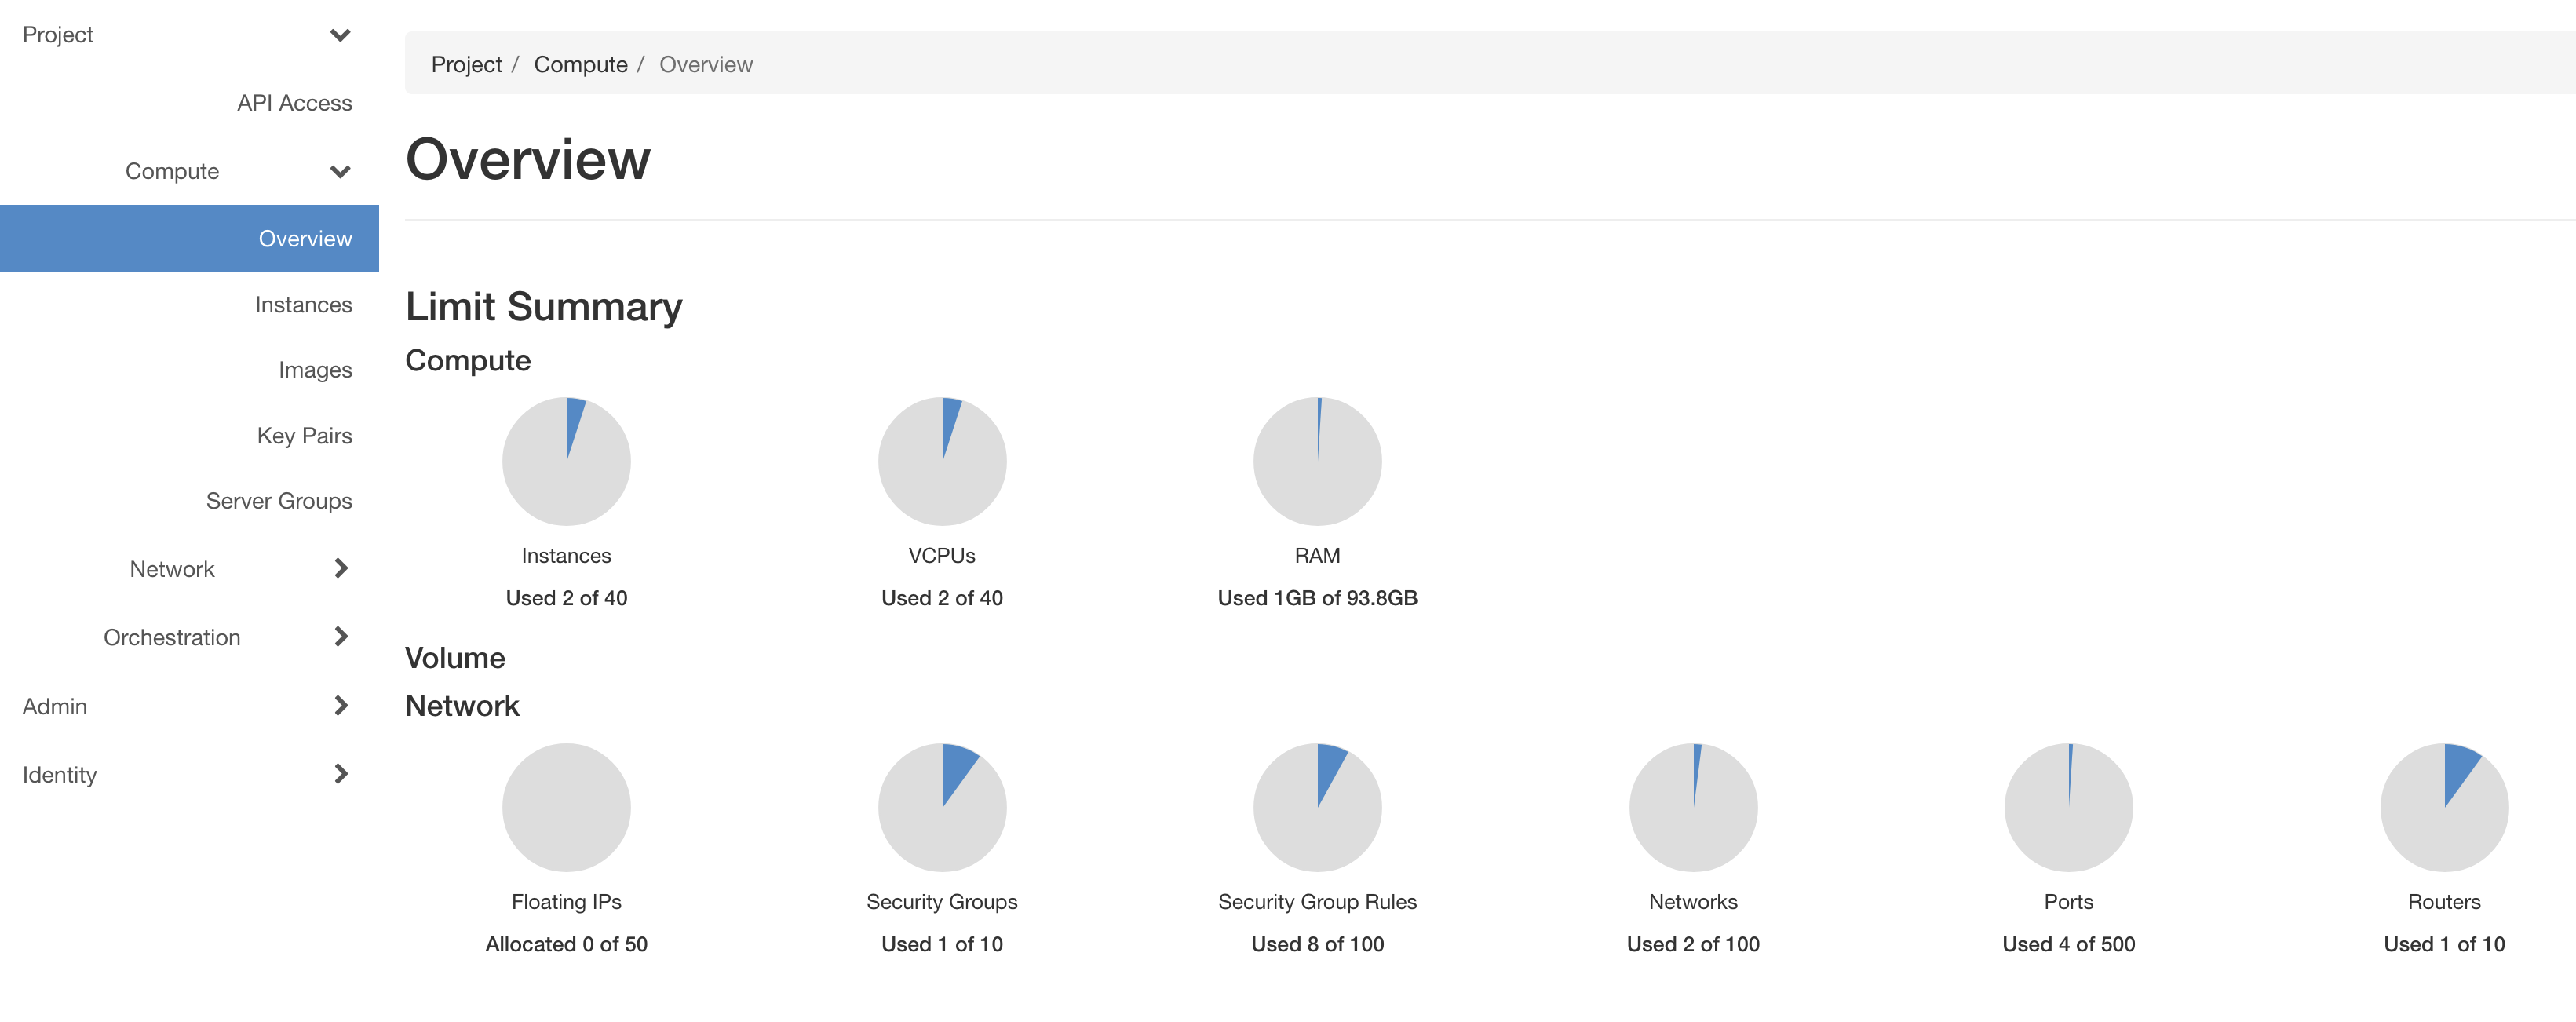 Project
API Access
Compute
Overview
Instances
Images
Key Pairs
Server Groups
Network
Orchestration
Admin
Identity
Project / Compute / Overview
Overview
Limit Summary
Compute
Instances
Used 2 of 40
VCPUs
Used 2 of 40
RAM
Used 1GB of 93.8GB
Volume
Network
Floating IPs
Allocated 0 of 50
Security Groups
Used 1 of 10
Security Group Rules
Used 8 of 100
Networks
Used 2 of 100
Ports
Used 4 of 500
Routers
Used 1 of 10